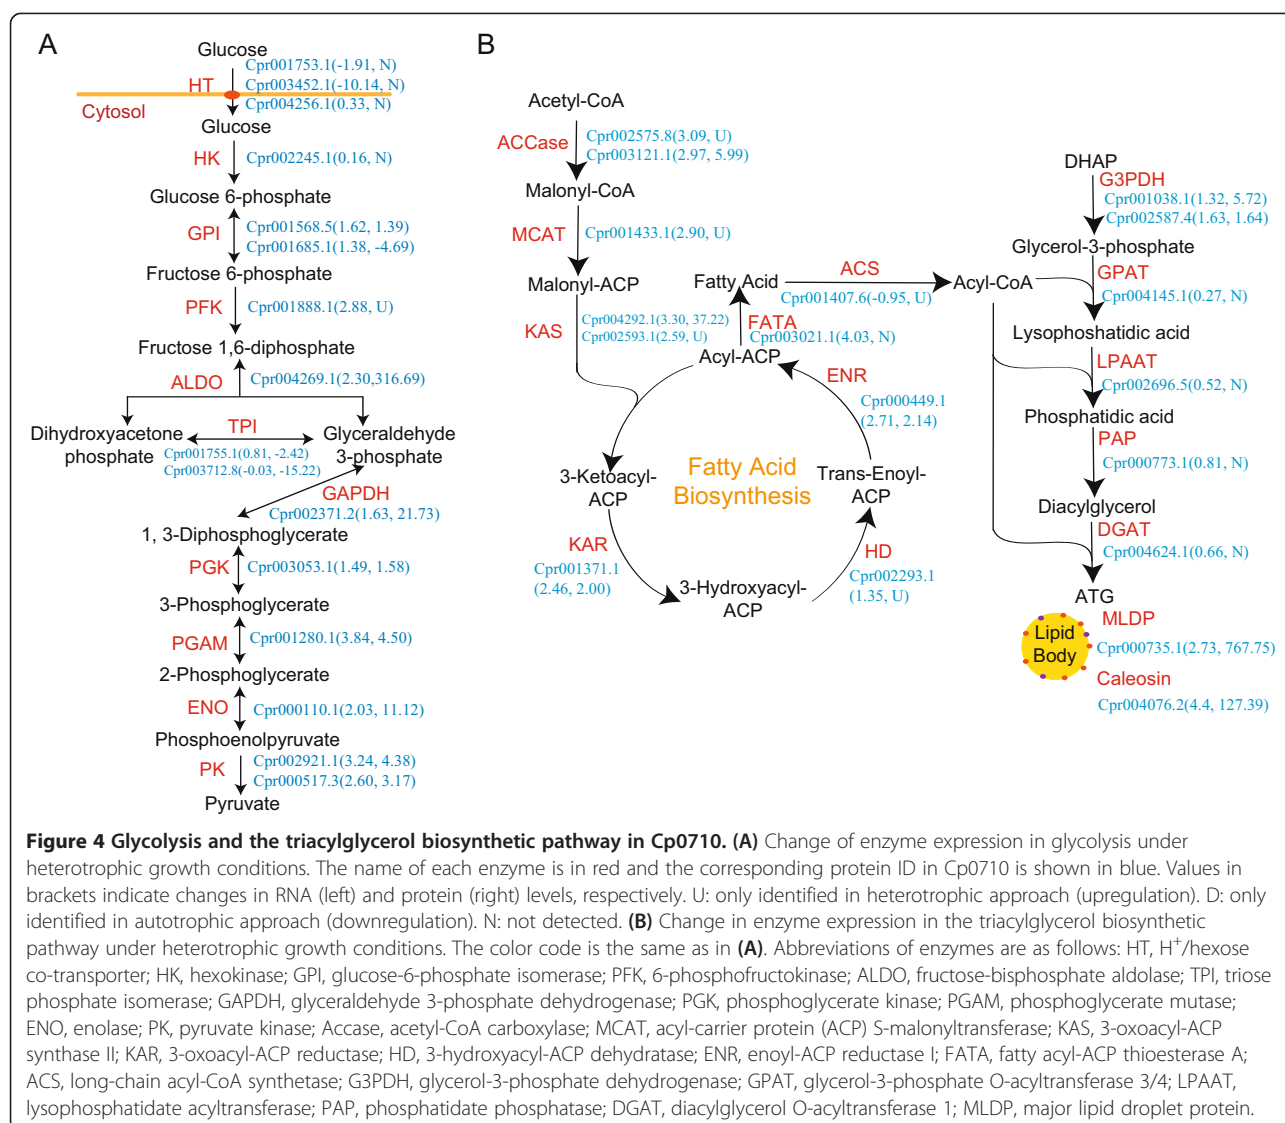 A
Glucose
Cpr001753.1(-1.91, N)
HT
Cpr003452.1(-10.14, N)
Cpr004256.1(0.33, N)
Cytosol
Glucose
HK
Cpr002245.1(0.16, N)
Glucose 6-phosphate
GPI
Cpr001568.5(1.62, 1.39)
Cpr001685.1(1.38, -4.69)
Fructose 6-phosphate
PFK
Cpr001888.1(2.88, U)
Fructose 1,6-diphosphate
ALDO
Cpr004269.1(2.30,316.69)
Dihydroxyacetone
phosphate
TPI
Cpr001755.1(0.81, -2.42)
Cpr003712.8(-0.03, -15.22)
Glyceraldehyde
3-phosphate
GAPDH
Cpr002371.2(1.63, 21.73)
1, 3-Diphosphoglycerate
PGK
Cpr003053.1(1.49, 1.58)
3-Phosphoglycerate
PGAM
Cpr001280.1(3.84, 4.50)
2-Phosphoglycerate
ENO
Cpr000110.1(2.03, 11.12)
Phosphoenolpyruvate
PK
Cpr002921.1(3.24, 4.38)
Cpr000517.3(2.60, 3.17)
Pyruvate
B
Acetyl-CoA
ACCase
Cpr002575.8(3.09, U)
Cpr003121.1(2.97, 5.99)
Malonyl-CoA
MCAT
Cpr001433.1(2.90, U)
Malonyl-ACP
KAS
Cpr004292.1(3.30, 37.22)
Cpr002593.1(2.59, U)
Fatty Acid
ACS
Cpr001407.6(-0.95, U)
Acyl-CoA
FATA
Cpr003021.1(4.03, N)
Acyl-ACP
ENR
Cpr000449.1
(2.71, 2.14)
3-Ketoacyl-
ACP
Fatty Acid
Biosynthesis
Trans-Enoyl-
ACP
KAR
Cpr001371.1
(2.46, 2.00)
3-Hydroxyacyl-
ACP
HD
Cpr002293.1
(1.35, U)
DHAP
G3PDH
Cpr001038.1(1.32, 5.72)
Cpr002587.4(1.63, 1.64)
Glycerol-3-phosphate
GPAT
Cpr004145.1(0.27, N)
Lysophoshatidic acid
LPAAT
Cpr002696.5(0.52, N)
Phosphatidic acid
PAP
Cpr000773.1(0.81, N)
Diacylglycerol
DGAT
Cpr004624.1(0.66, N)
ATG
MLDP
Lipid
Body
Cpr000735.1(2.73, 767.75)
Caleosin
Cpr004076.2(4.4, 127.39)
Figure 4 Glycolysis and the triacylglycerol biosynthetic pathway in Cp0710. (A) Change of enzyme expression in glycolysis under
heterotrophic growth conditions. The name of each enzyme is in red and the corresponding protein ID in Cp0710 is shown in blue. Values in
brackets indicate changes in RNA (left) and protein (right) levels, respectively. U: only identified in heterotrophic approach (upregulation). D: only
identified in autotrophic approach (downregulation). N: not detected. (B) Change in enzyme expression in the triacylglycerol biosynthetic
pathway under heterotrophic growth conditions. The color code is the same as in (A). Abbreviations of enzymes are as follows: HT, H+/hexose
co-transporter; HK, hexokinase; GPI, glucose-6-phosphate isomerase; PFK, 6-phosphofructokinase; ALDO, fructose-bisphosphate aldolase; TPI, triose
phosphate isomerase; GAPDH, glyceraldehyde 3-phosphate dehydrogenase; PGK, phosphoglycerate kinase; PGAM, phosphoglycerate mutase;
ENO, enolase; PK, pyruvate kinase; Accase, acetyl-CoA carboxylase; MCAT, acyl-carrier protein (ACP) S-malonyltransferase; KAS, 3-oxoacyl-ACP
synthase II; KAR, 3-oxoacyl-ACP reductase; HD, 3-hydroxyacyl-ACP dehydratase; ENR, enoyl-ACP reductase I; FATA, fatty acyl-ACP thioesterase A;
ACS, long-chain acyl-CoA synthetase; G3PDH, glycerol-3-phosphate dehydrogenase; GPAT, glycerol-3-phosphate O-acyltransferase 3/4; LPAAT,
lysophosphatidate acyltransferase; PAP, phosphatidate phosphatase; DGAT, diacylglycerol O-acyltransferase 1; MLDP, major lipid droplet protein.